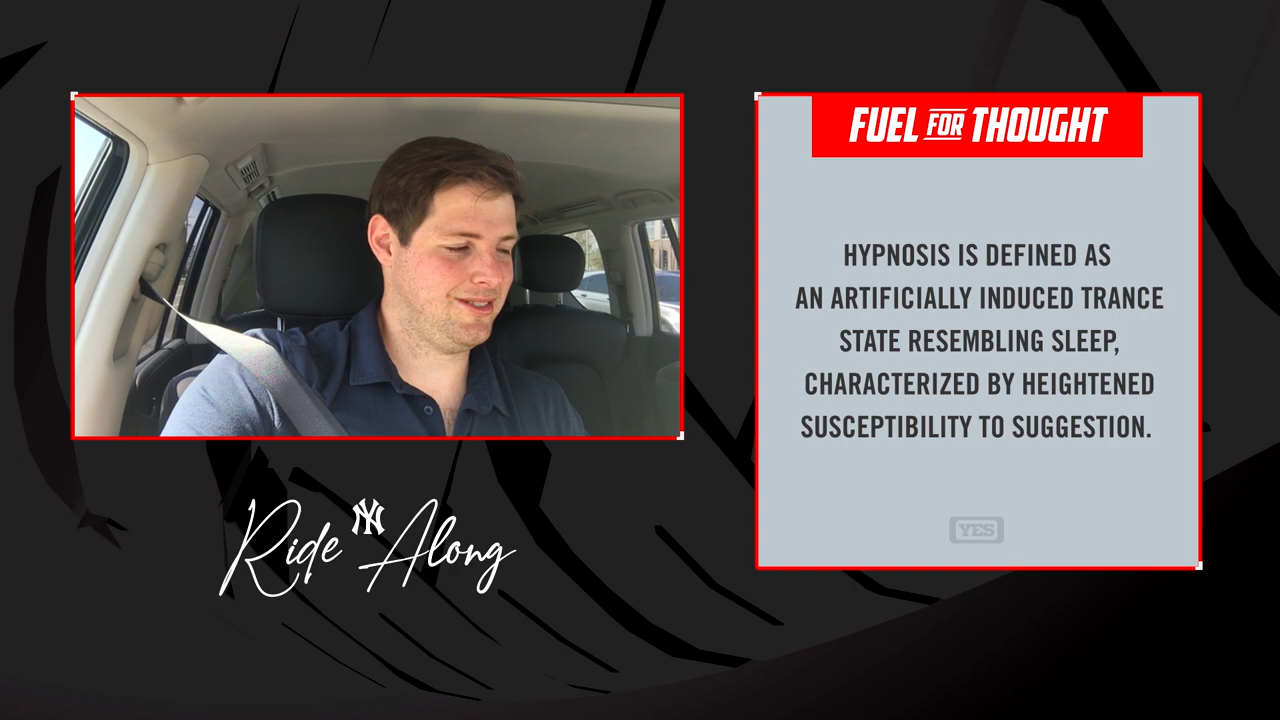 FUEL FOR THOUGHT
HYPNOSIS IS DEFINED AS
AN ARTIFICIALLY INDUCED TRANCE
STATE RESEMBLING SLEEP,
CHARACTERIZED BY HEIGHTENED
SUSCEPTIBILITY TO SUGGESTION.
YES
Ride NY Along